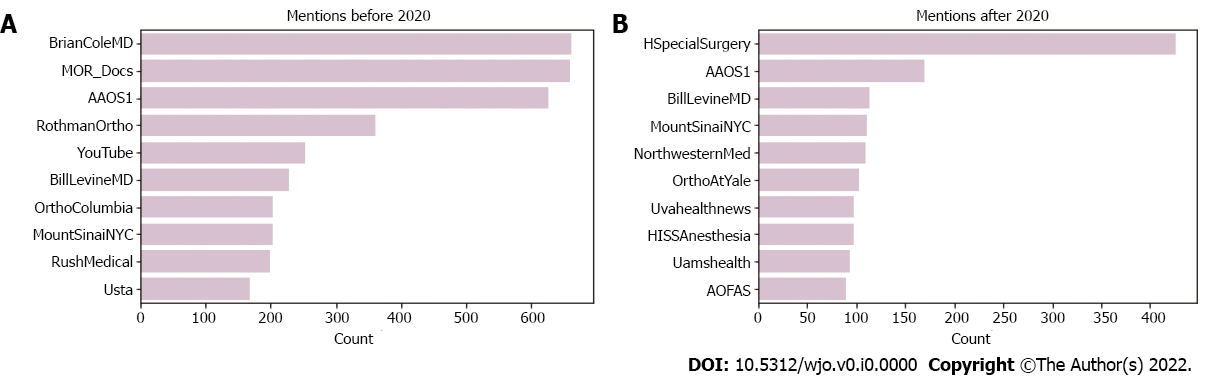 A
Mentions before 2020
BrianColeMD
MOR_Docs
AAOS1
RothmanOrtho
YouTube
BillLevineMD
OrthoColumbia
MountSinaiNYC
RushMedical
Usta
0 100 200 300 400 500 600
Count
B
Mentions after 2020
HSpecialSurgery
AAOS1
BillLevineMD
MountSinaiNYC
NorthwesternMed
OrthoAtYale
Uvahealthnews
HISSAnesthesia
Uamshealth
AOFAS
0 50 100 150 200 250 300 350 400
Count
DOI: 10.5312/wjo.v0.i0.0000 Copyright ©The Author(s) 2022.